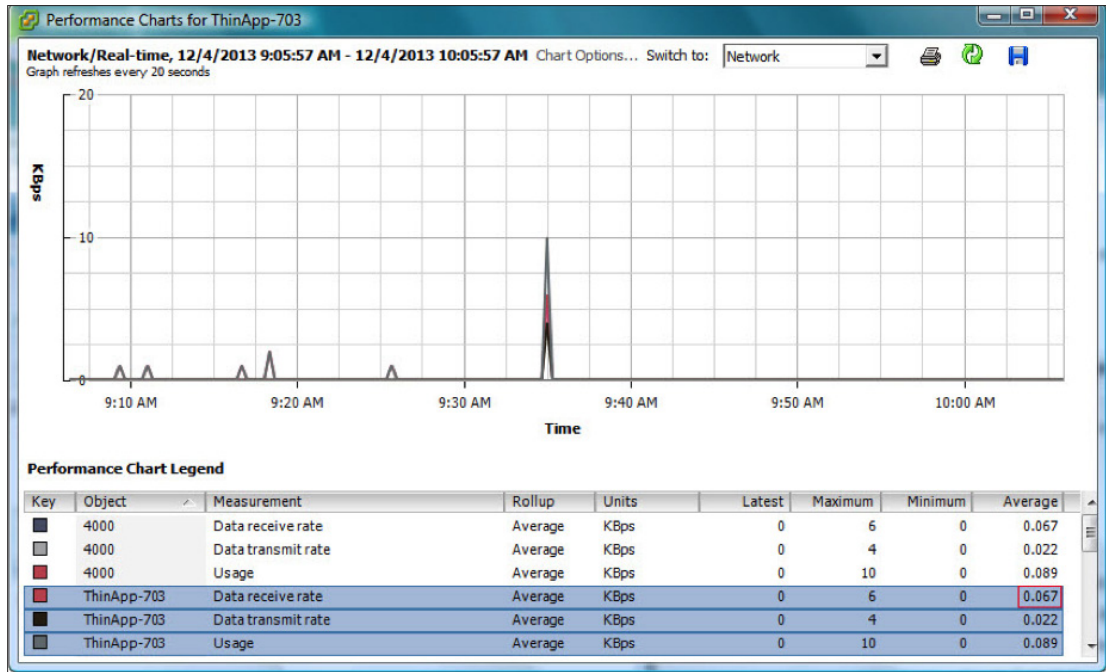 Performance Charts for ThinApp-703
Network/Real-time, 12/4/2013 9:05:57 AM - 12/4/2013 10:05:57 AM Chart Options... Switch to: Network
Graph refreshes every 20 seconds
20
KBps
10
0
9:10 AM 9:20 AM 9:30 AM 9:40 AM 9:50 AM 10:00 AM
Time
Performance Chart Legend
Key Object Measurement Rollup Units Latest Maximum Minimum Average
4000 Data receive rate Average KBps 0 6 0 0.067
4000 Data transmit rate Average KBps 0 4 0 0.022
4000 Usage Average KBps 0 10 0 0.089
ThinApp-703 Data receive rate Average KBps 0 6 0 0.067
ThinApp-703 Data transmit rate Average KBps 0 4 0 0.022
ThinApp-703 Usage Average KBps 0 10 0 0.089